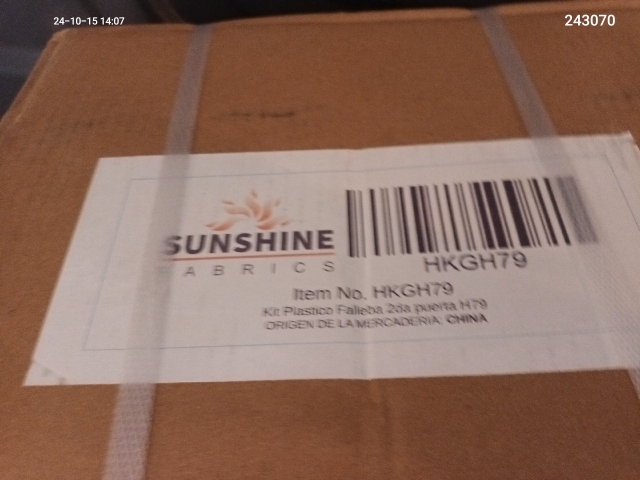 24-10-15 14:07
243070
SUNSHINE
FABRICS
HKGH79
Item No. HKGH79
Kit Plastico Falleba 2da puerta H79
ORIGEN DE LA MERCADERIA: CHINA